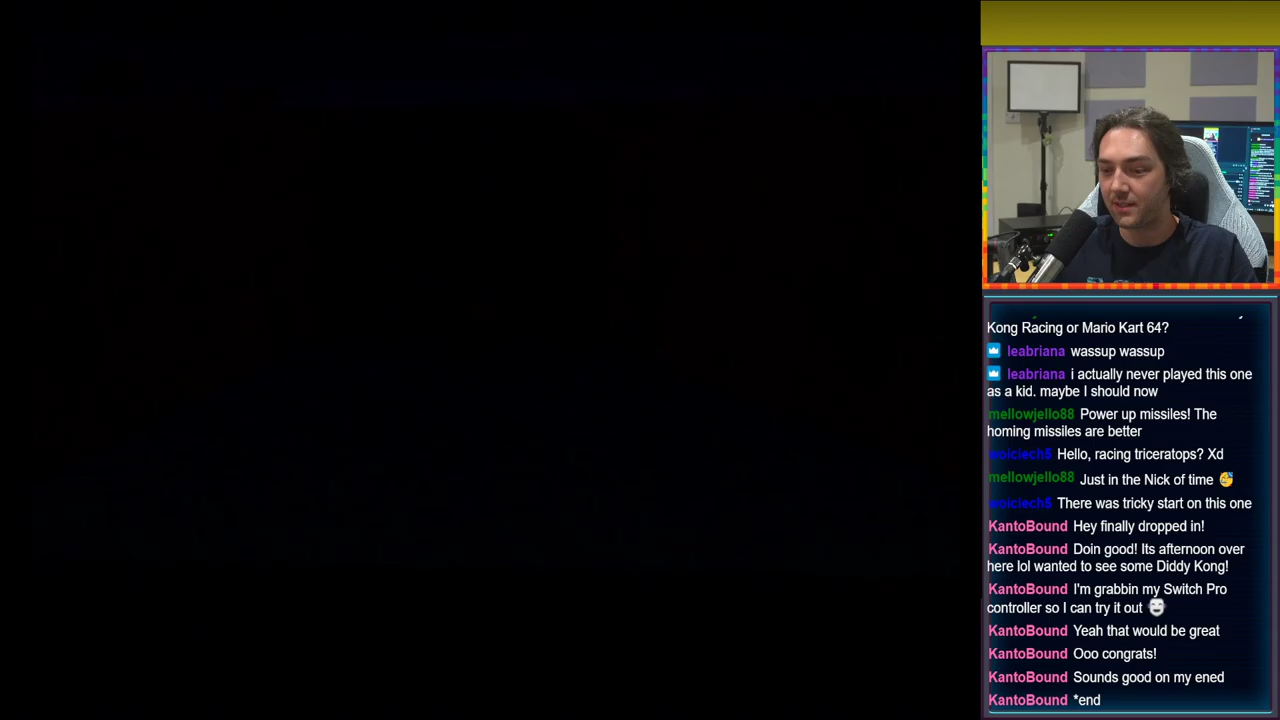 Kong Racing or Mario Kart 64?
leabriana wassup wassup
leabriana i actually never played this one
as a kid. maybe I should now
mellowjello88 Power up missiles! The
homing missiles are better
Hello, racing triceratops? Xd
mellowjello88 Just in the Nick of time
There was tricky start on this one
KantoBound Hey finally dropped in!
KantoBound Doin good! Its afternoon over
here lol wanted to see some Diddy Kong!
KantoBound I'm grabbin my Switch Pro
controller so I can try it out
KantoBound Yeah that would be great
KantoBound Ooo congrats!
KantoBound Sounds good on my ened
KantoBound *end